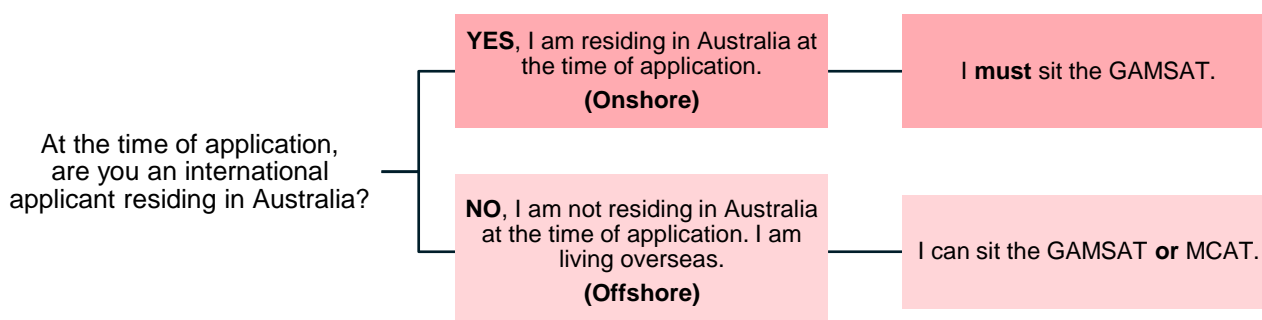 At the time of application,
are you an international
applicant residing in Australia?
YES, I am residing in Australia at
the time of application.
(Onshore)
I must sit the GAMSAT.
NO, I am not residing in Australia
at the time of application. I am
living overseas.
(Offshore)
I can sit the GAMSAT or MCAT.